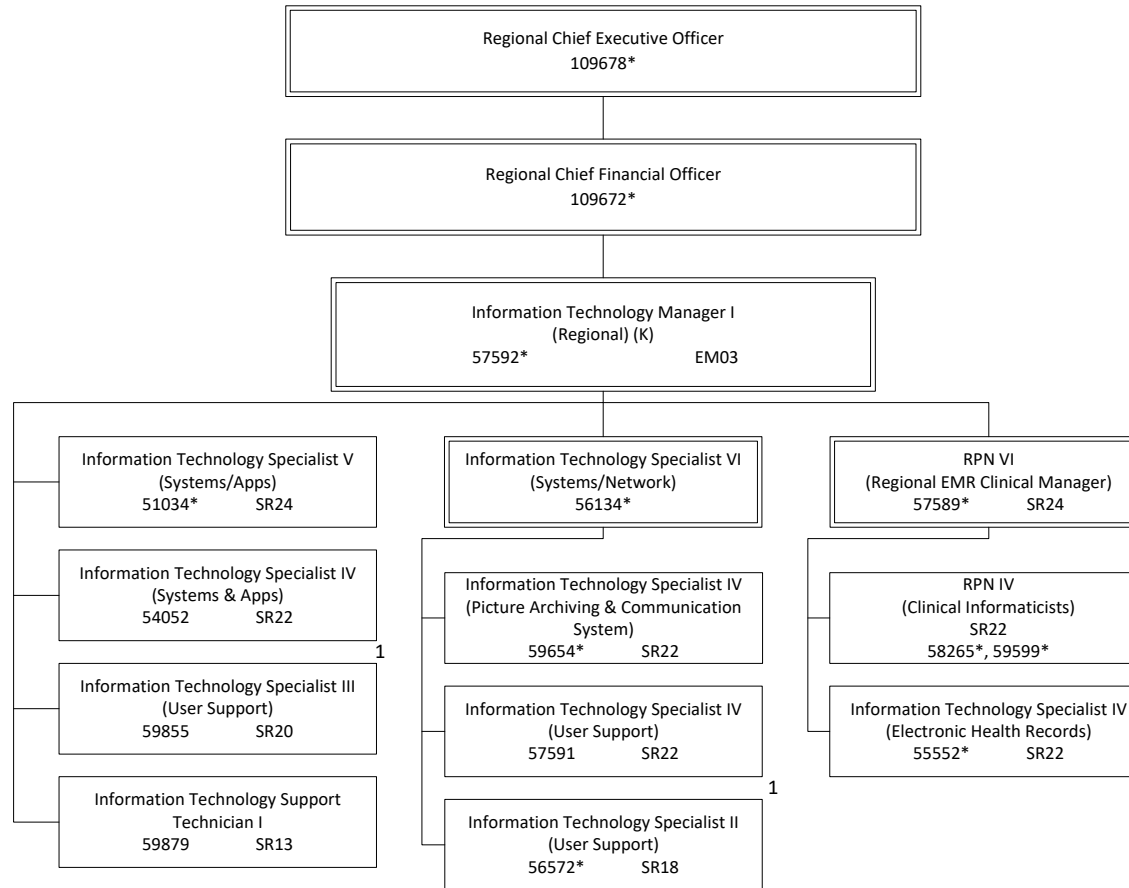 Regional Chief Executive Officer
109678*
Regional Chief Financial Officer
109672*
Information Technology Manager I
(Regional) (K)
57592* EM03
Information Technology Specialist V
(Systems/Apps)
51034* SR24
Information Technology Specialist IV
(Systems & Apps)
54052 SR22
1
Information Technology Specialist III
(User Support)
59855 SR20
Information Technology Support
Technician I
59879 SR13
Information Technology Specialist VI
(Systems/Network)
56134*
Information Technology Specialist IV
(Picture Archiving & Communication
System)
59654* SR22
Information Technology Specialist IV
(User Support)
57591 SR22
1
Information Technology Specialist II
(User Support)
56572* SR18
RPN VI
(Regional EMR Clinical Manager)
57589* SR24
RPN IV
(Clinical Informaticists)
SR22
58265*, 59599*
Information Technology Specialist IV
(Electronic Health Records)
55552* SR22